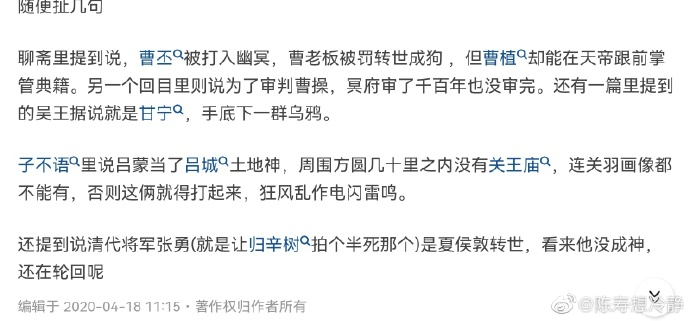 随便扯几句
聊斋里提到说，曹丕被打入幽冥，曹老板被罚转世成狗 ，但曹植却能在天帝跟前掌
管典籍。另一个回目里则说为了审判曹操，冥府审了千百年也没审完。还有一篇里提到
的吴王据说就是甘宁，手底下一群乌鸦。
子不语里说吕蒙当了吕城土地神，周围方圆几十里之内没有关王庙，连关羽画像都
不能有，否则这俩就得打起来，狂风乱作电闪雷鸣。
还提到说清代将军张勇(就是让归辛树拍个半死那个)是夏侯敦转世，看来他没成神，
还在轮回呢
编辑于 2020-04-18 11:15・著作权归作者所有
@陈寿想冷静